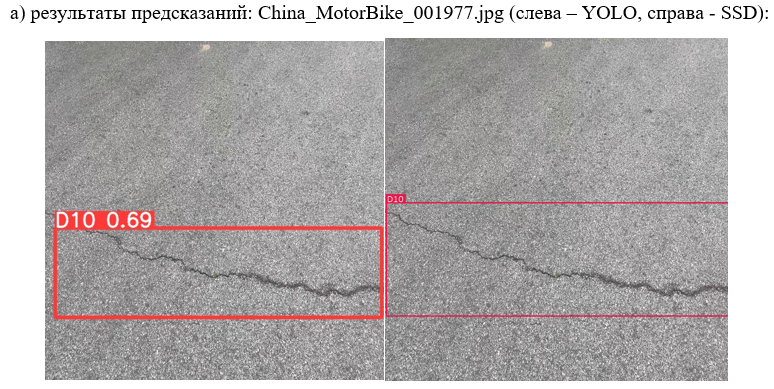 а) результаты предсказаний: China_MotorBike_001977.jpg (слева – YOLO, справа - SSD):
D10 0.69
D10